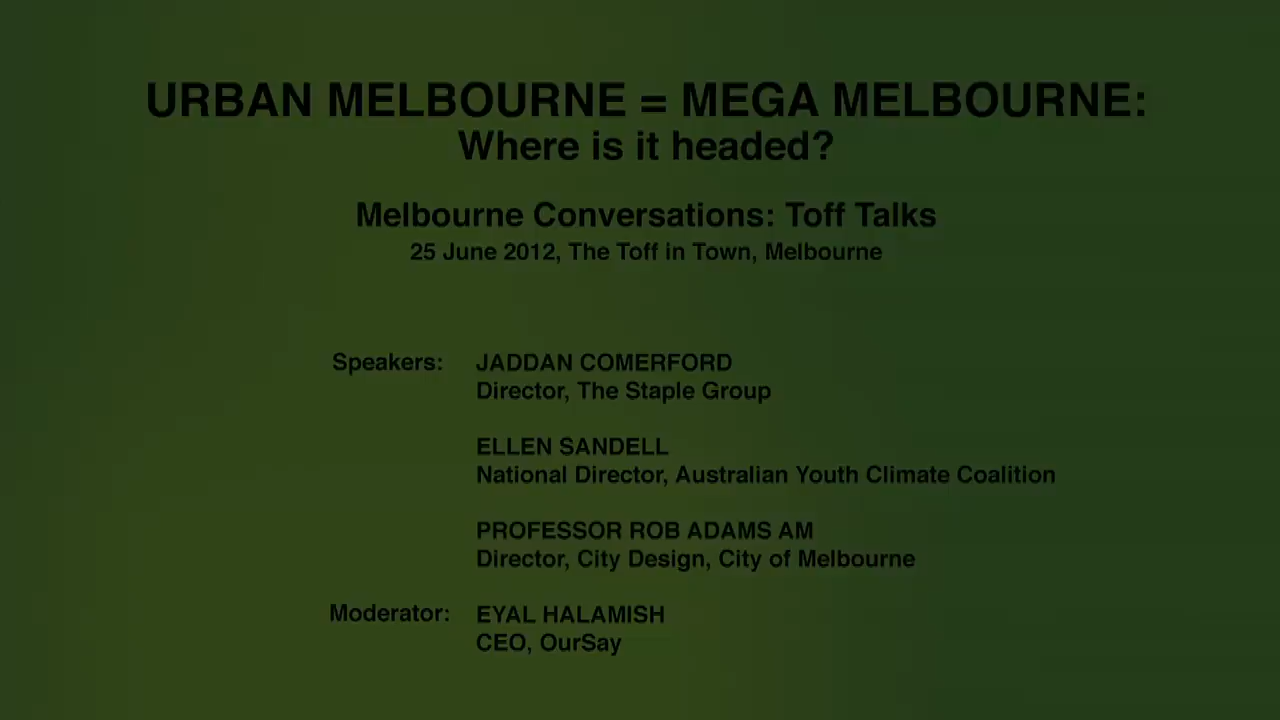 URBAN MELBOURNE = MEGA MELBOURNE:
Where is it headed?
Melbourne Conversations: Toff Talks
25 June 2012, The Toff in Town, Melbourne
Speakers: JADDAN COMERFORD
Director, The Staple Group
ELLEN SANDELL
National Director, Australian Youth Climate Coalition
PROFESSOR ROB ADAMS AM
Director, City Design, City of Melbourne
Moderator: EYAL HALAMISH
CEO, OurSay